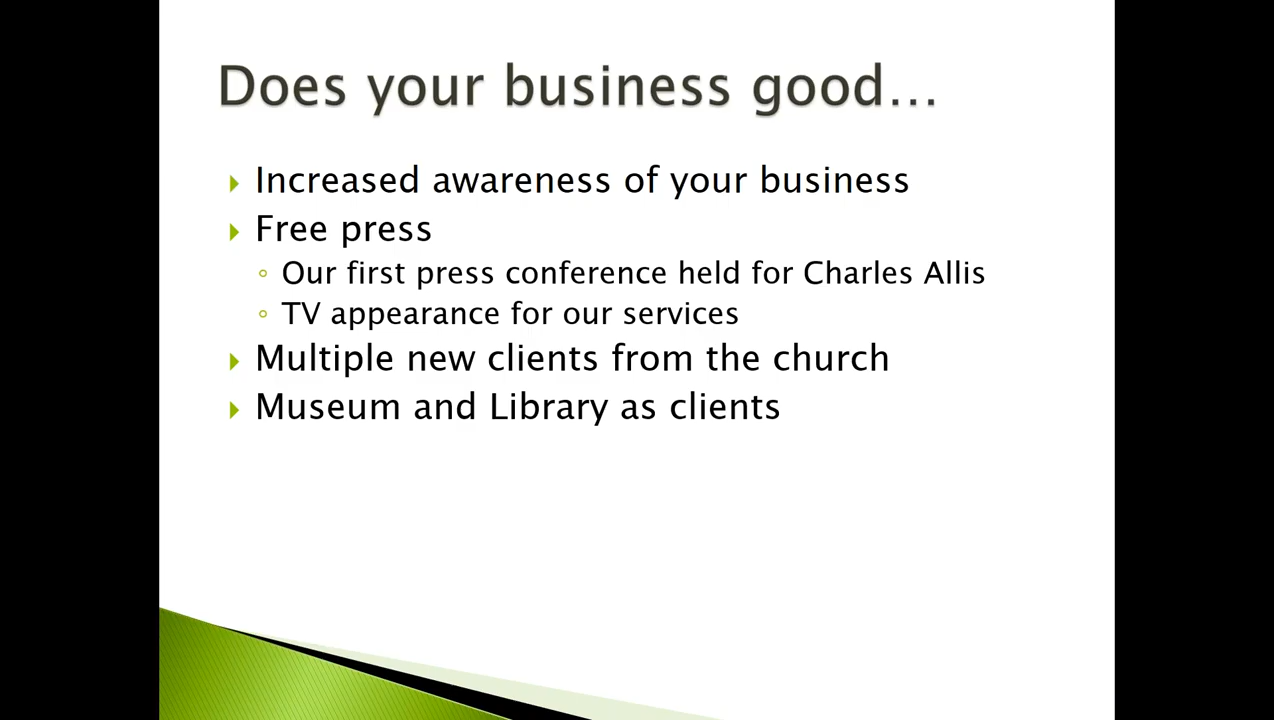 Does your business good...
Increased awareness of your business
Free press
Our first press conference held for Charles Allis
TV appearance for our services
Multiple new clients from the church
Museum and Library as clients